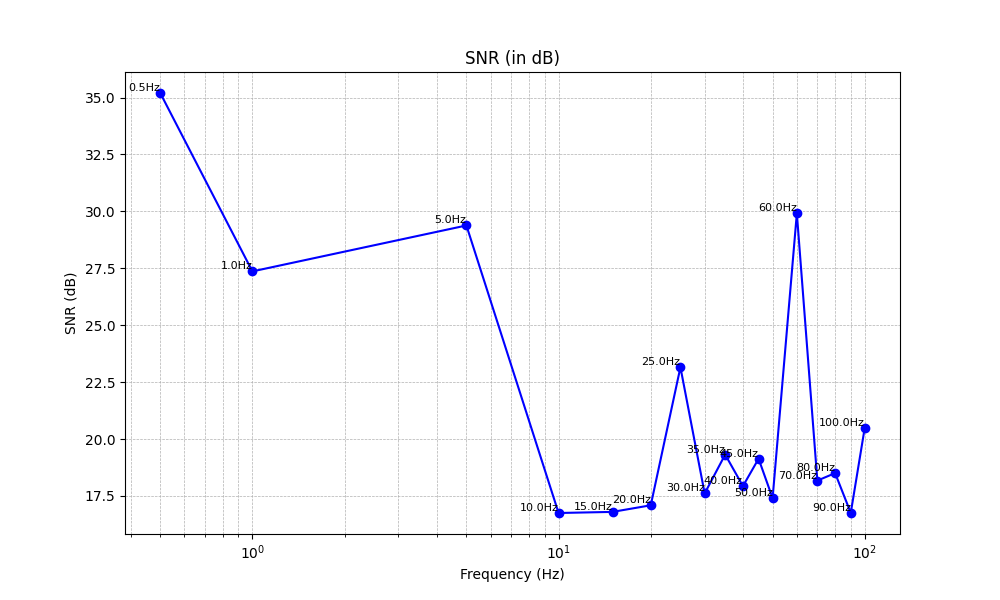 SNR (in dB)
SNR (dB)
35.0
32.5
30.0
27.5
25.0
22.5
20.0
17.5
0.5Hz
1.0Hz
5.0Hz
10.0Hz
15.0Hz
20.0Hz
25.0Hz
30.0Hz
35.0Hz
40.0Hz
45.0Hz
50.0Hz
60.0Hz
70.0Hz
80.0Hz
90.0Hz
100.0Hz
10⁰
10¹
10²
Frequency (Hz)